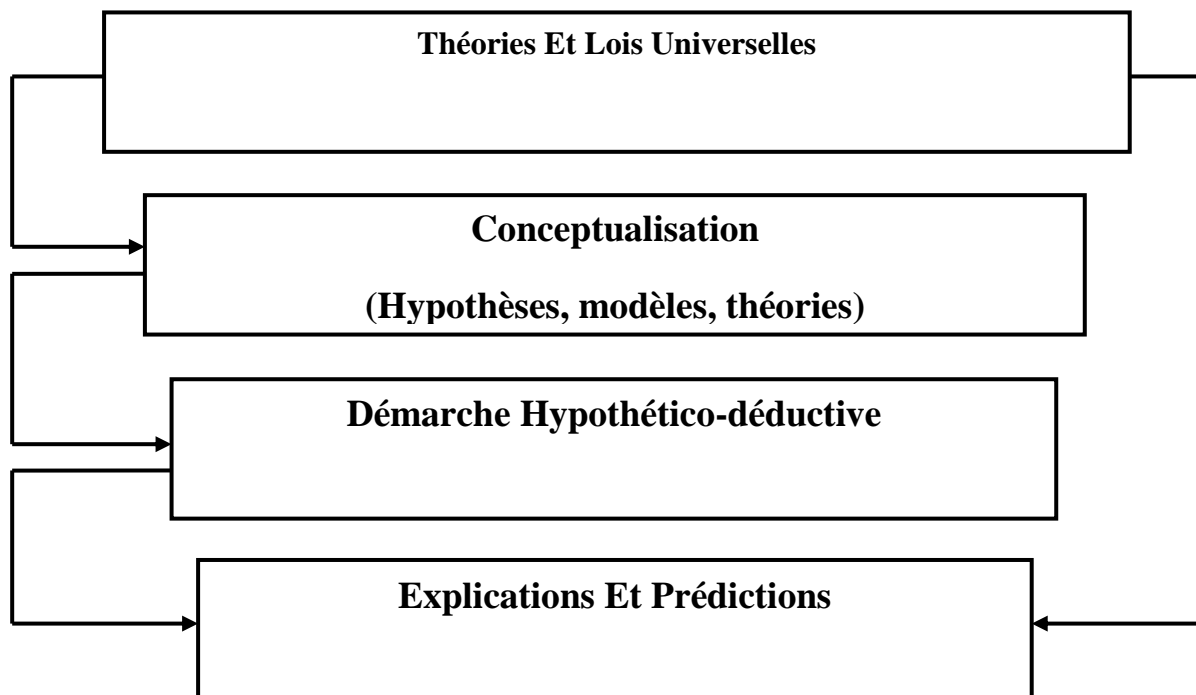 Théories Et Lois Universelles
Conceptualisation
(Hypothèses, modèles, théories)
Démarche Hypothético-déductive
Explications Et Prédictions